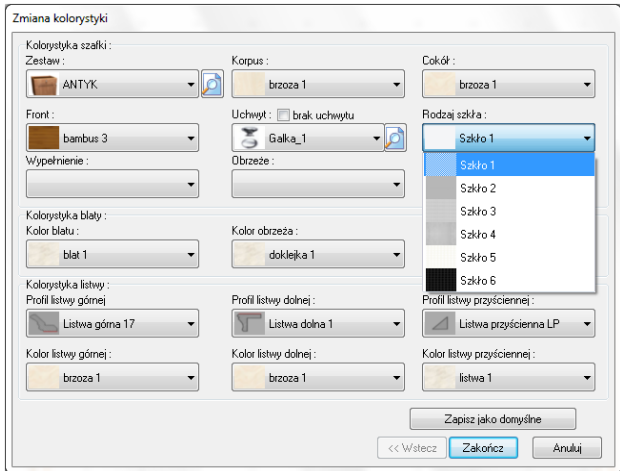 Zmiana kolorystyki
Kolorystyka szafki :
Zestaw : Korpus : Cokół :
ANTYK brzoza 1 brzoza 1
Front : Uchwyt : brak uchwytu Rodzaj szkła :
bambus 3 Gałka_1 Szkło 1
Wypełnienie : Obrzeże :
Szkło 1
Szkło 2
Szkło 3
Szkło 4
Szkło 5
Szkło 6
Kolorystyka blaty :
Kolor blatu : Kolor obrzeża :
blat 1 doklejka 1
Kolorystyka listwy :
Profil listwy górnej Profil listwy dolnej : Profil listwy przyściennej :
Listwa górna 17 Listwa dolna 1 Listwa przyścienna LP
Kolor listwy górnej : Kolor listwy dolnej : Kolor listwy przyściennej :
brzoza 1 brzoza 1 listwa 1
Zapisz jako domyślne
<< Wstecz Zakończ Anuluj